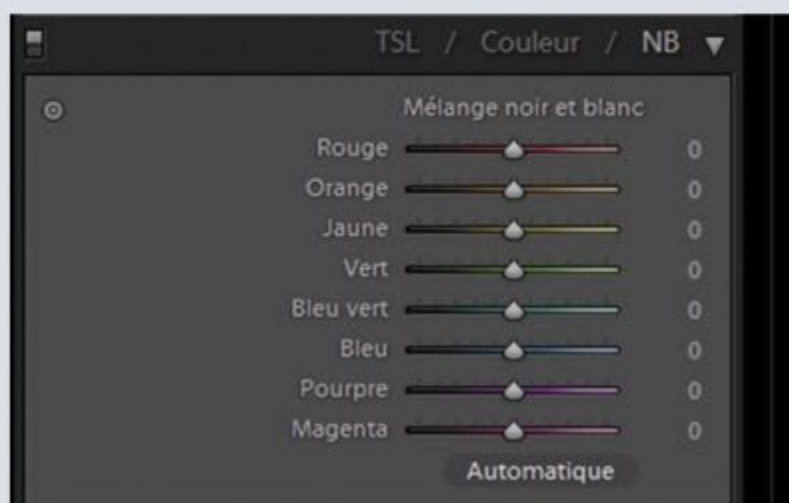 TSL / Couleur / NB
Mélange noir et blanc
Rouge 0
Orange 0
Jaune 0
Vert 0
Bleu vert 0
Bleu 0
Pourpre 0
Magenta 0
Automatique